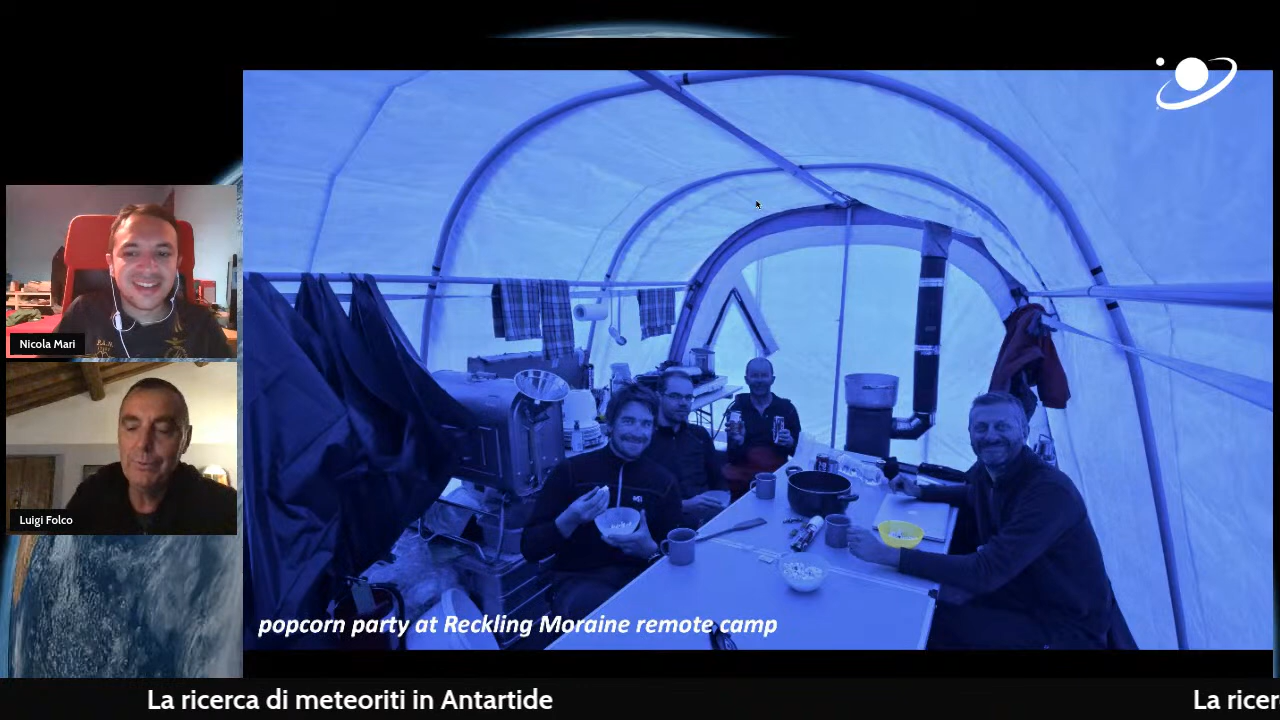 Nicola Mari
Luigi Folco
popcorn party at Reckling Moraine remote camp
La ricerca di meteoriti in Antartide
La ricer